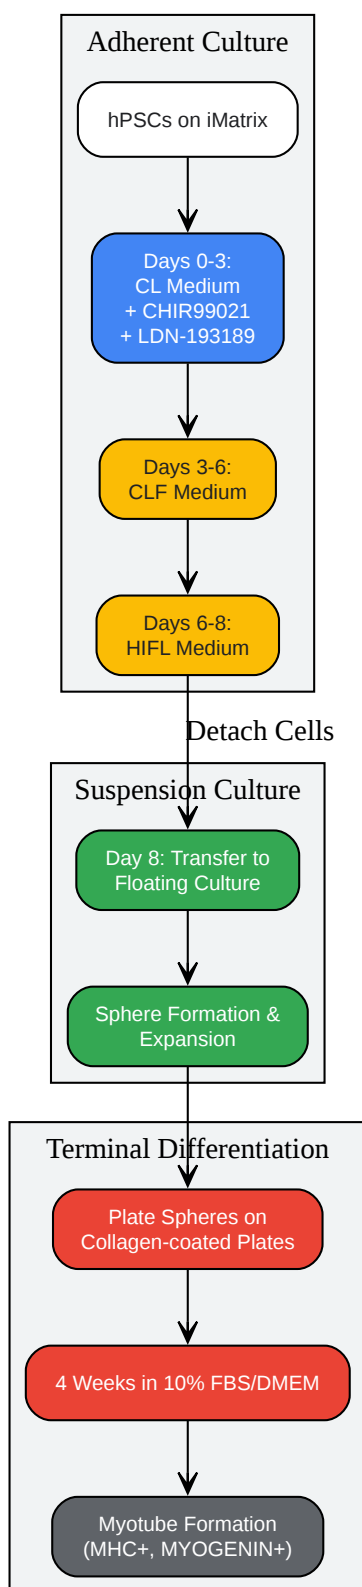 Adherent Culture
hPSCs on iMatrix
Days 0-3:
CL Medium
+ CHIR99021
+ LDN-193189
Days 3-6:
CLF Medium
Days 6-8:
HIFL Medium
Detach Cells
Suspension Culture
Day 8: Transfer to
Floating Culture
Sphere Formation &
Expansion
Terminal Differentiation
Plate Spheres on
Collagen-coated Plates
4 Weeks in 10% FBS/DMEM
Myotube Formation
(MHC+, MYOGENIN+)